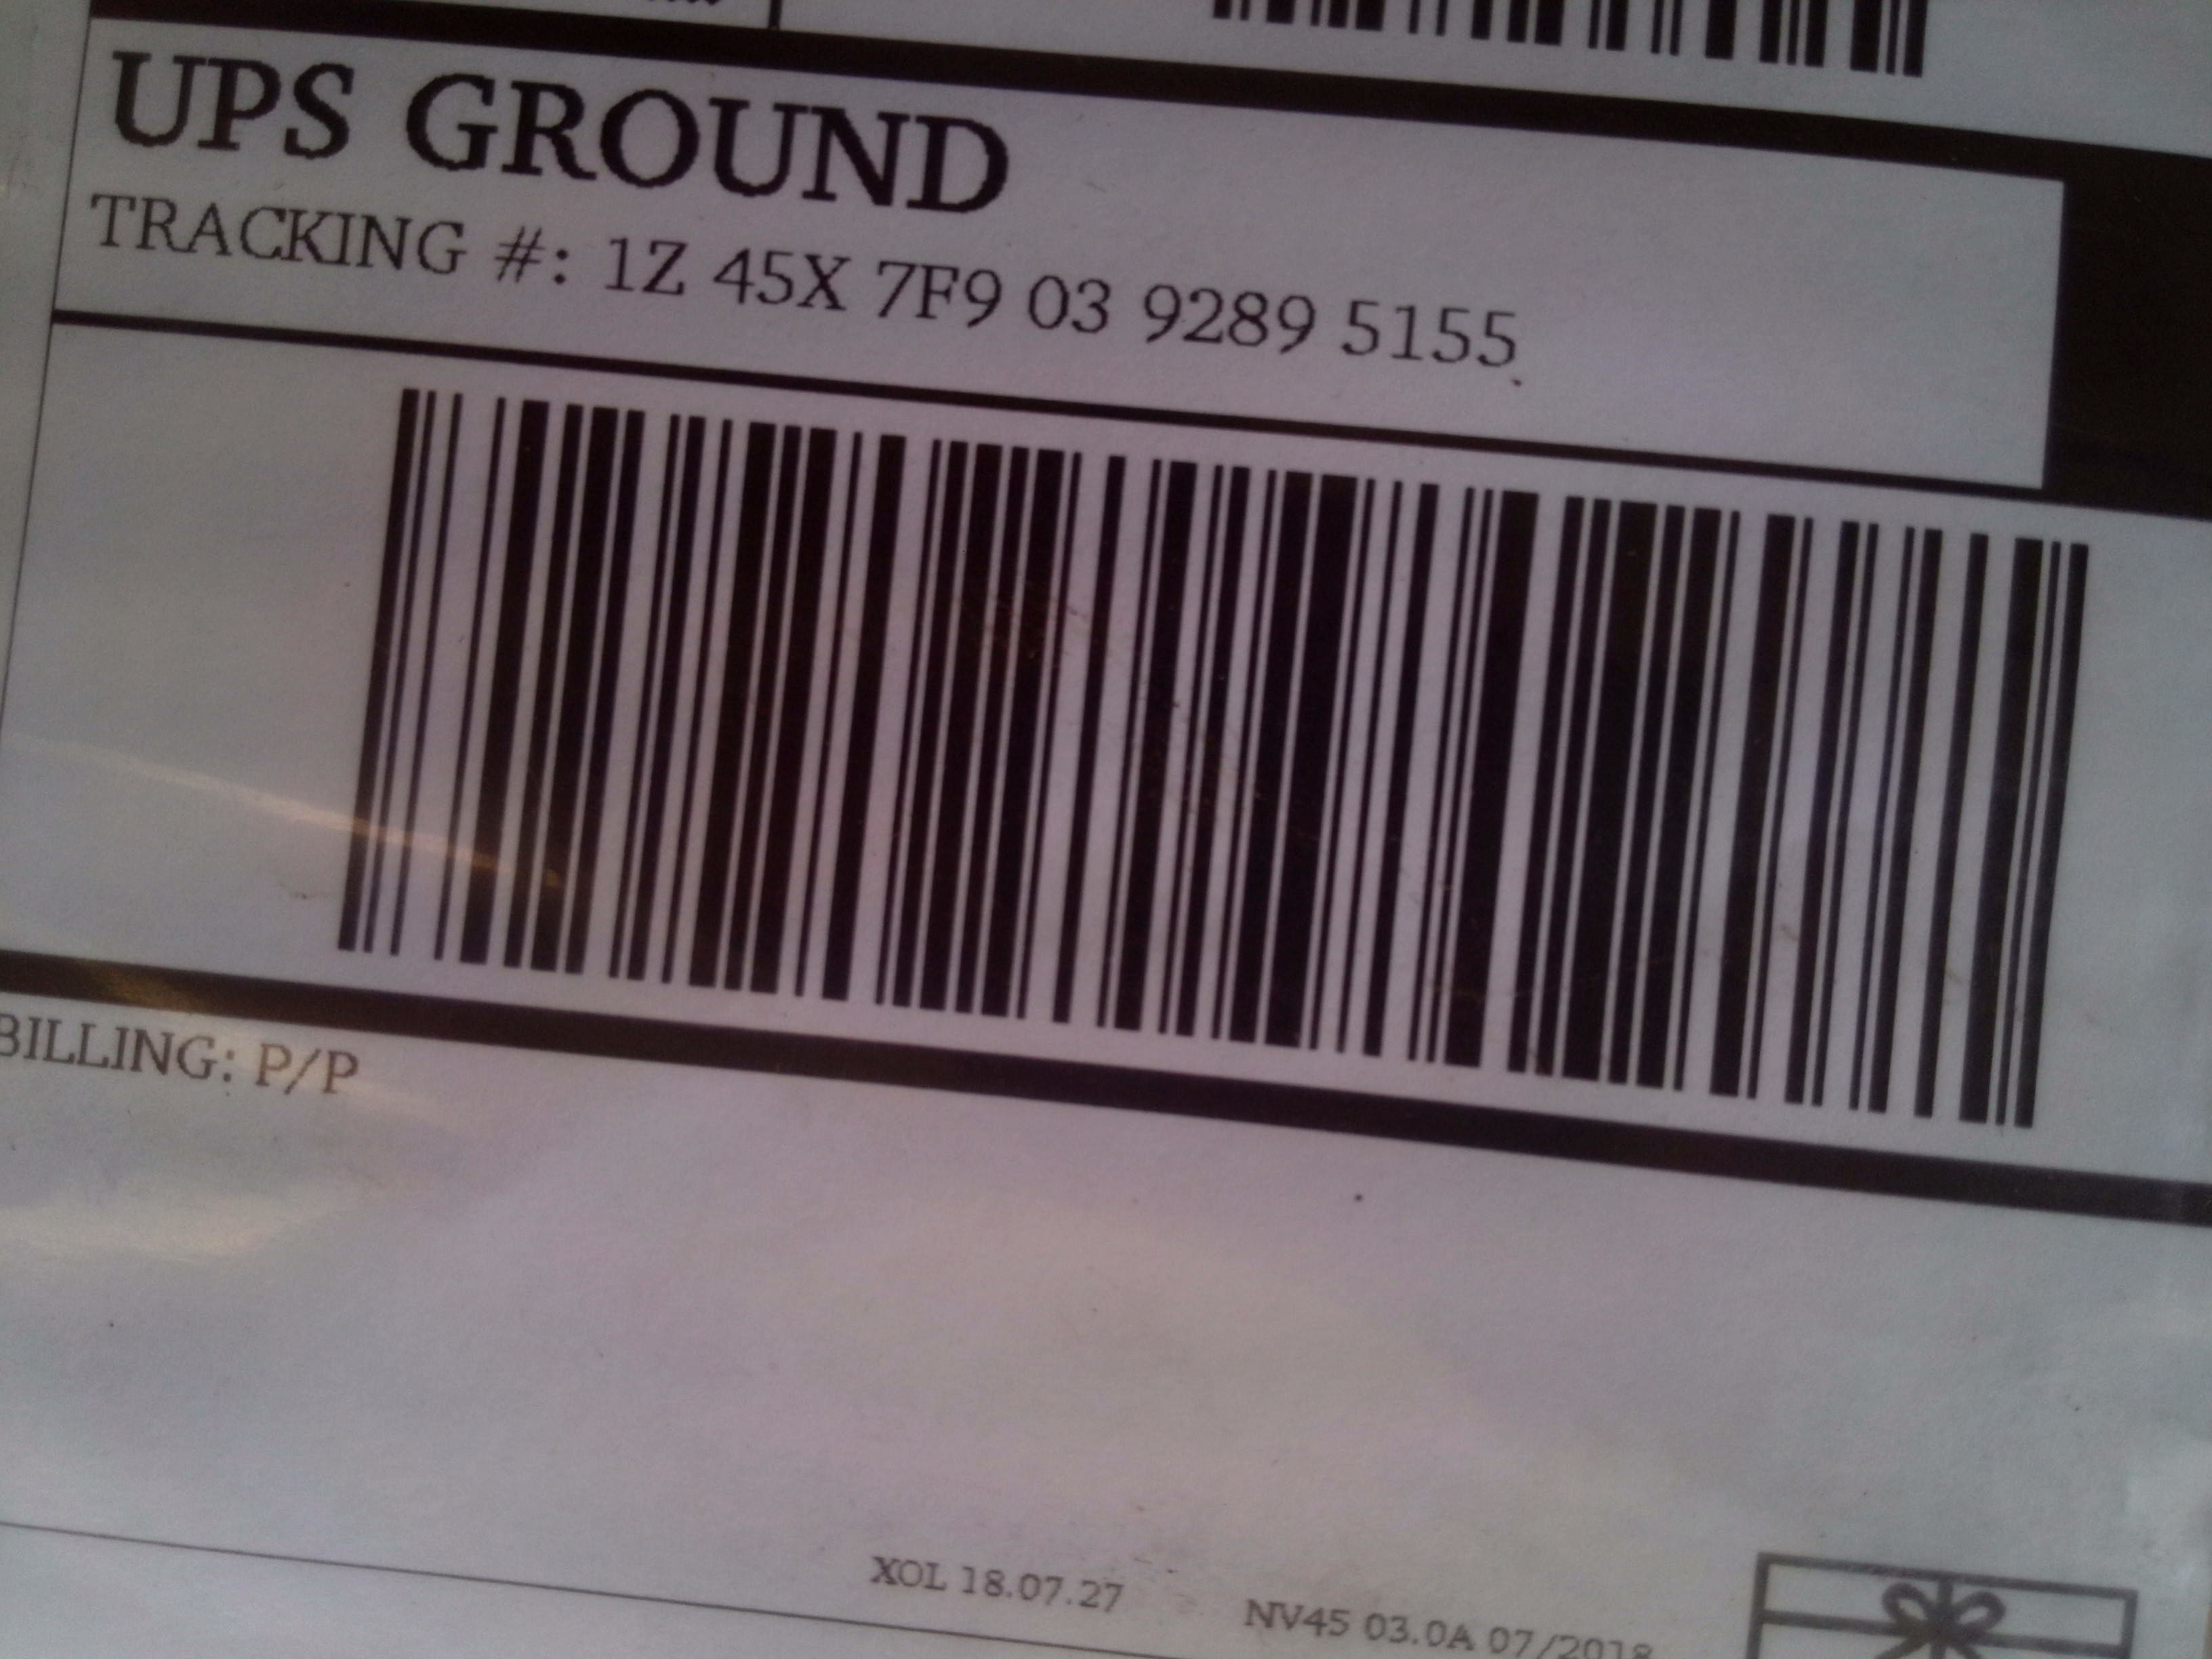 UPS GROUND
TRACKING #: 1Z 45X 7F9 03 9289 5155
BILLING: P/P
XOL 18.07.27 NV45 03.0A 07/2018